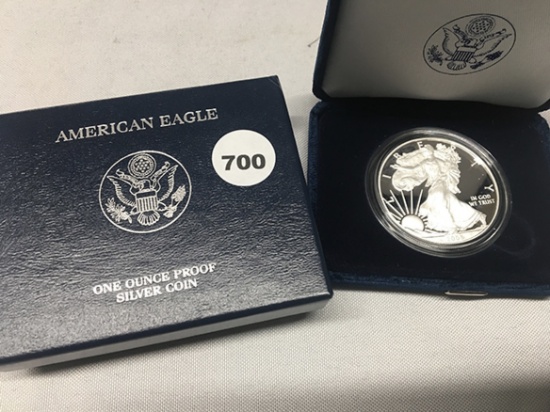 AMERICAN EAGLE
700
ONE OUNCE PROOF
SILVER COIN
LIBERTY
IN GOD
WE TRUST